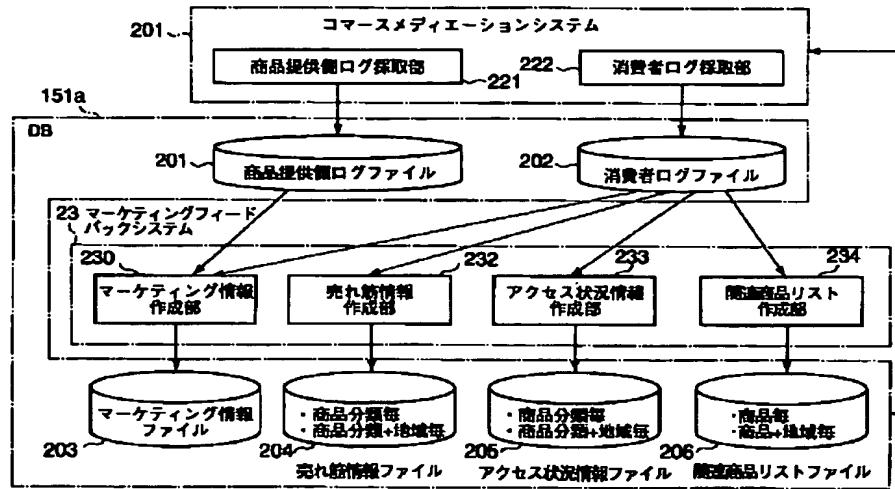 コマースメディエーションシステム
201
商品提供側ログ採取部
221
222
消費者ログ採取部
151a
DB
201
商品提供側ログファイル
202
消費者ログファイル
23 マーケティングフィード
バックシステム
230
マーケティング情報
作成部
232
売れ筋情報
作成部
233
アクセス状況情報
作成部
234
関連商品リスト
作成部
マーケティング情報
ファイル
203
・商品分類毎
・商品分類+地域毎
204
売れ筋情報ファイル
・商品分類毎
・商品分類+地域毎
205
アクセス状況情報ファイル
・商品毎
・商品+地域毎
206
関連商品リストファイル